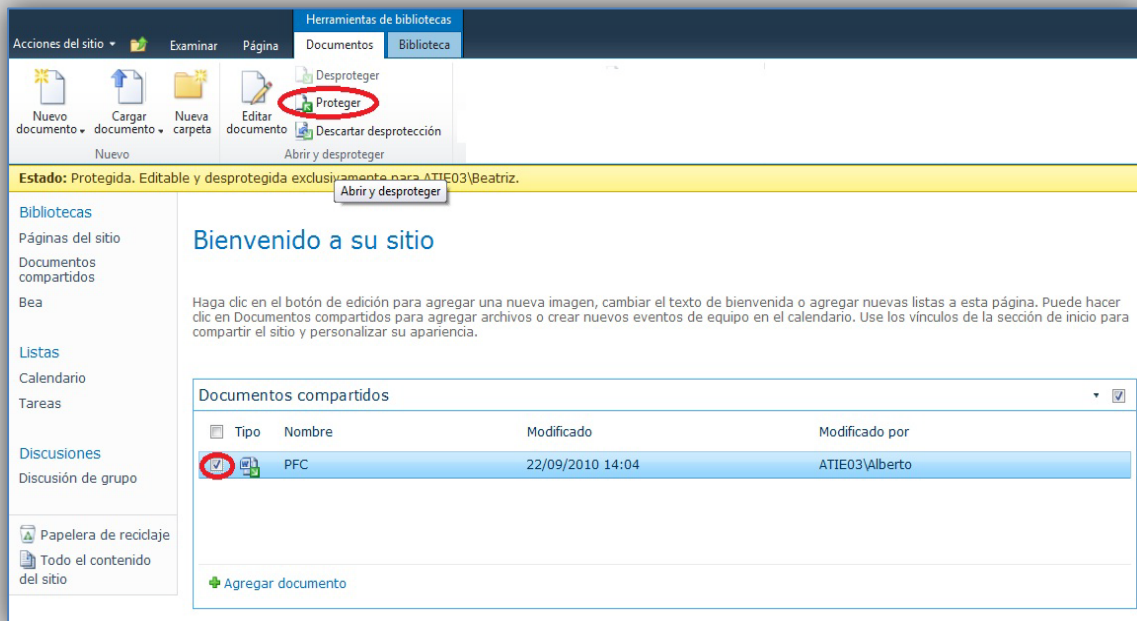 Herramientas de bibliotecas
Acciones del sitio Examinar Página Documentos Biblioteca
Desproteger
Proteger
Descartar desprotección
Nuevo documento
Cargar documento
Nueva carpeta
Editar documento
Nuevo
Abrir y desproteger
Estado: Protegida. Editable y desprotegida exclusivamente para ATIE03\Beatriz.
Abrir y desproteger
Bibliotecas
Páginas del sitio
Documentos
compartidos
Bea
Listas
Calendario
Tareas
Discusiones
Discusión de grupo
Papelera de reciclaje
Todo el contenido
del sitio
Bienvenido a su sitio
Haga clic en el botón de edición para agregar una nueva imagen, cambiar el texto de bienvenida o agregar nuevas listas a esta página. Puede hacer
clic en Documentos compartidos para agregar archivos o crear nuevos eventos de equipo en el calendario. Use los vínculos de la sección de inicio para
compartir el sitio y personalizar su apariencia.
Documentos compartidos
Tipo Nombre Modificado Modificado por
PFC 22/09/2010 14:04 ATIE03\Alberto
Agregar documento